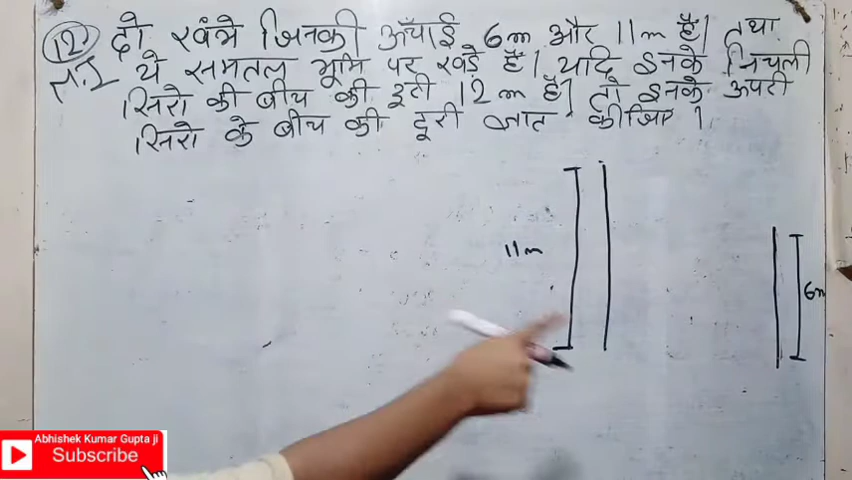 (12) दो खंभे जिनकी ऊँचाई 6m और 11m हैं| तथा
ये समतल भूमि पर खड़े हैं| यदि इनके निचली
सिरो की बीच की दूरी 12m है| तो इनके ऊपरी
सिरो के बीच की दूरी ज्ञात कीजिए ।
11m
6m
Abhishek Kumar Gupta ji
Subscribe